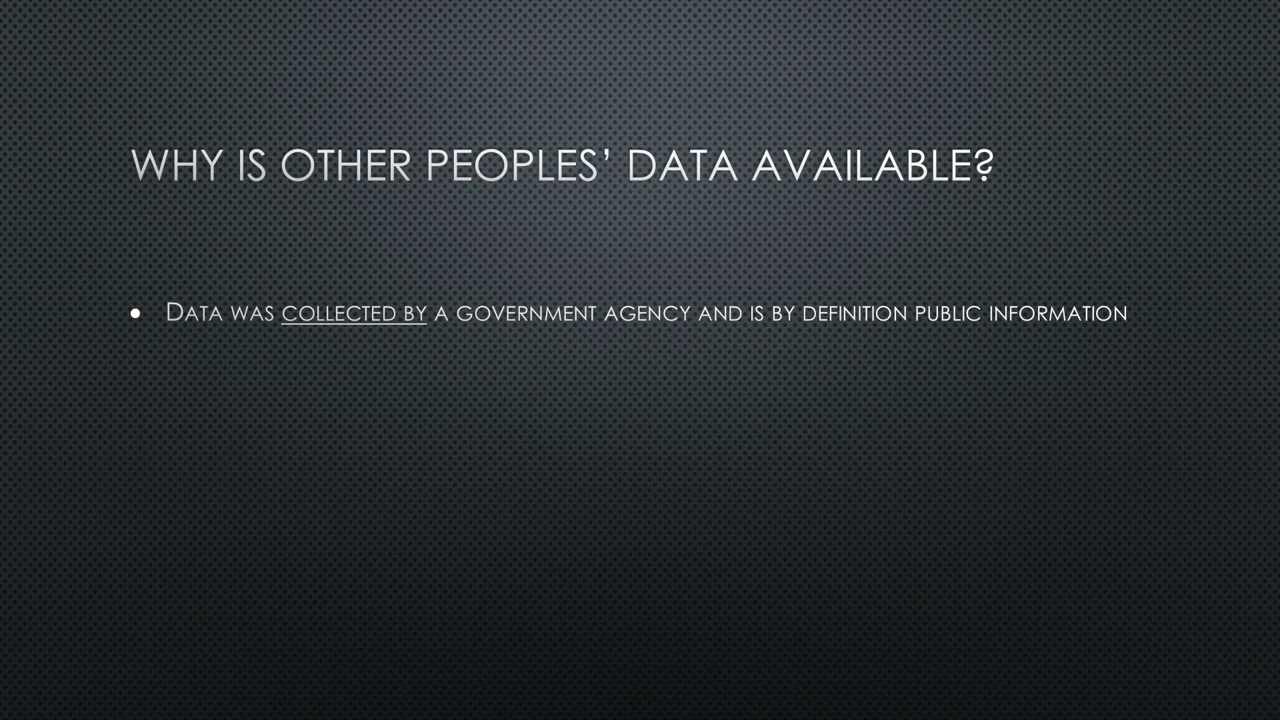 WHY IS OTHER PEOPLES’ DATA AVAILABLE?
• DATA WAS COLLECTED BY A GOVERNMENT AGENCY AND IS BY DEFINITION PUBLIC INFORMATION